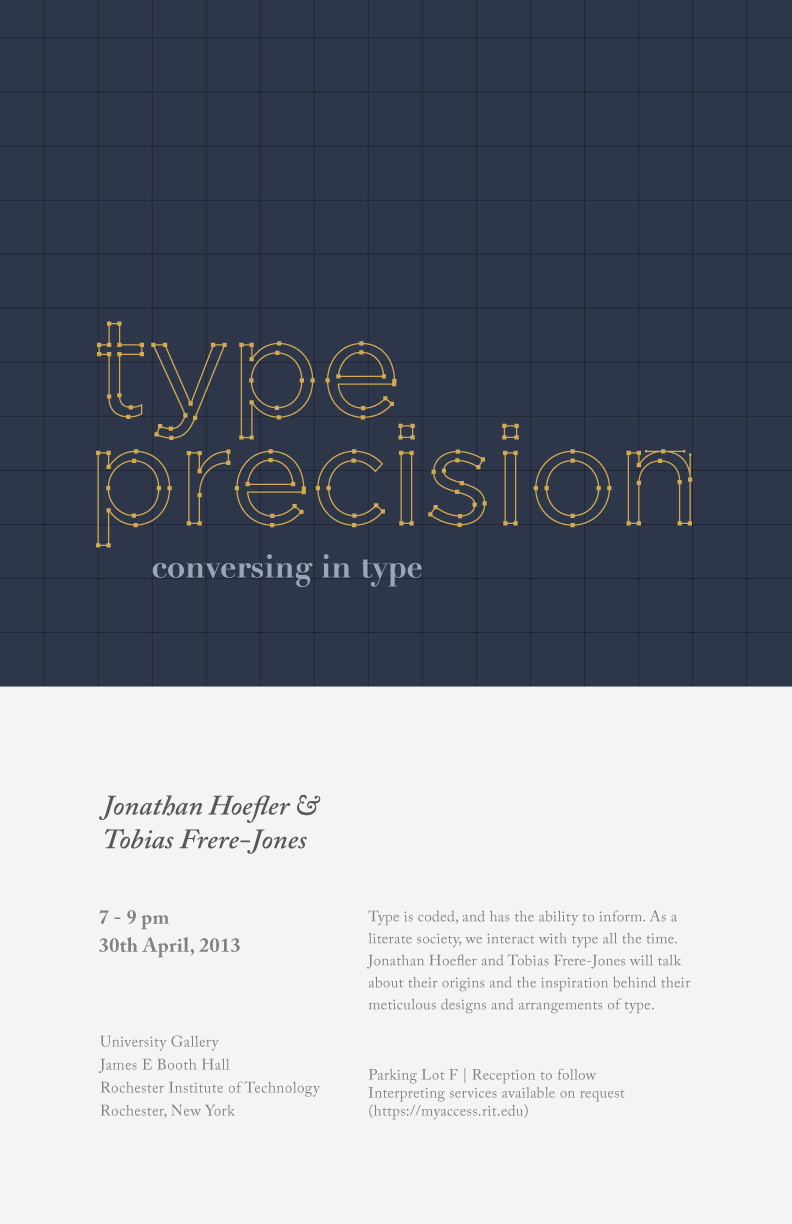 type
precision
conversing in type
Jonathan Hoefler &
Tobias Frere-Jones
7 - 9 pm
30th April, 2013
Type is coded, and has the ability to inform. As a
literate society, we interact with type all the time.
Jonathan Hoefler and Tobias Frere-Jones will talk
about their origins and the inspiration behind their
meticulous designs and arrangements of type.
University Gallery
James E Booth Hall
Rochester Institute of Technology
Rochester, New York
Parking Lot F | Reception to follow
Interpreting services available on request
(https://myaccess.rit.edu)